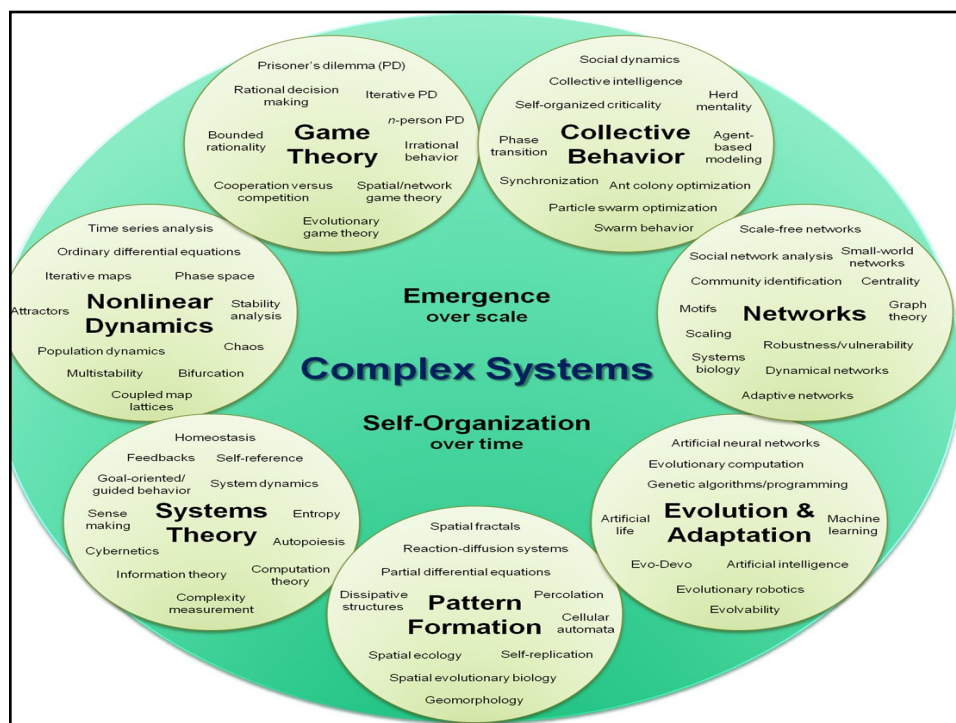 Prisoner's dilemma (PD)
Rational decision
making
Iterative PD
n-person PD
Bounded
rationality
Game
Theory
Irrational
behavior
Cooperation versus
competition
Spatial/network
game theory
Evolutionary
game theory
Social dynamics
Collective intelligence
Herd
mentality
Self-organized criticality
Phase
transition
Collective
Behavior
Agent-
based
modeling
Synchronization
Ant colony optimization
Particle swarm optimization
Swarm behavior
Time series analysis
Ordinary differential equations
Iterative maps
Phase space
Attractors
Nonlinear
Dynamics
Stability
analysis
Population dynamics
Chaos
Multistability
Bifurcation
Coupled map
lattices
Emergence
over scale
Complex Systems
Self-Organization
over time
Scale-free networks
Social network analysis
Small-world
networks
Community identification
Centrality
Motifs
Networks
Graph
theory
Scaling
Robustness/vulnerability
Systems
biology
Dynamical networks
Adaptive networks
Homeostasis
Feedbacks
Self-reference
Goal-oriented/
guided behavior
System dynamics
Sense
making
Systems
Theory
Entropy
Cybernetics
Autopoiesis
Information theory
Computation
theory
Complexity
measurement
Spatial fractals
Reaction-diffusion systems
Partial differential equations
Dissipative
structures
Pattern
Formation
Percolation
Cellular
automata
Spatial ecology
Self-replication
Spatial evolutionary biology
Geomorphology
Artificial neural networks
Evolutionary computation
Genetic algorithms/programming
Artificial
life
Evolution &
Adaptation
Machine
learning
Evo-Devo
Artificial intelligence
Evolutionary robotics
Evolvability